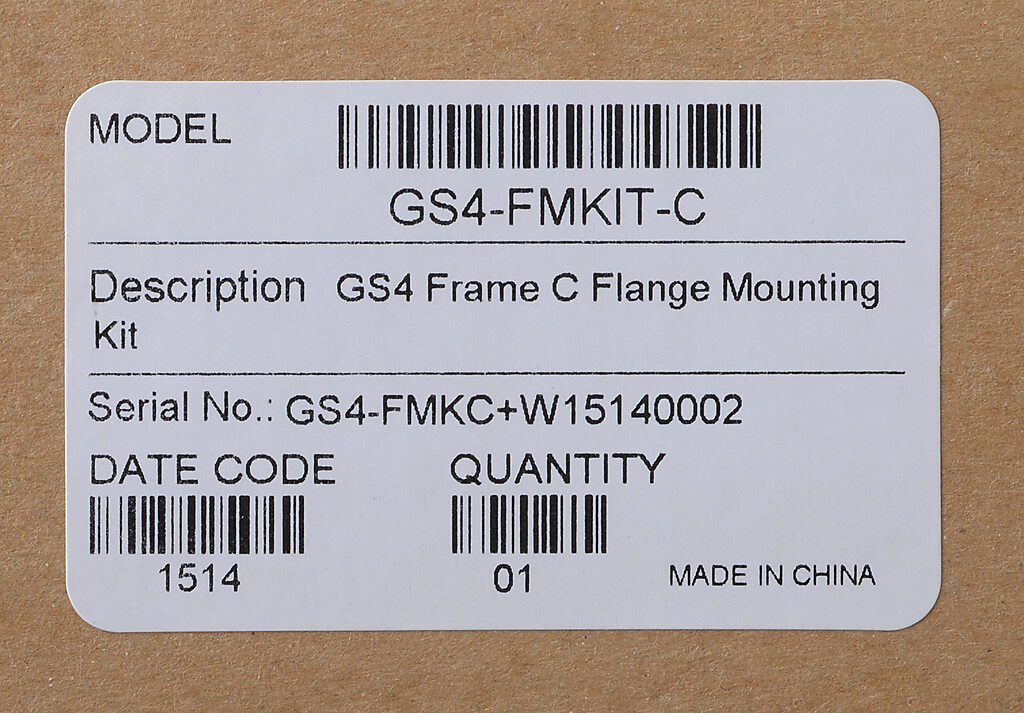 MODEL
GS4-FMKIT-C
Description GS4 Frame C Flange Mounting
Kit
Serial No.: GS4-FMKC+W15140002
DATE CODE QUANTITY
1514 01 MADE IN CHINA